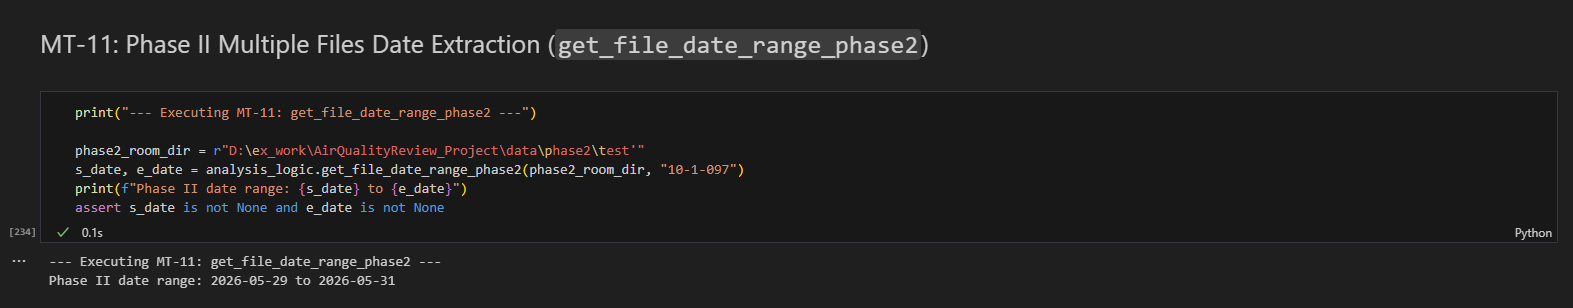 MT-11: Phase II Multiple Files Date Extraction (get_file_date_range_phase2)
print("--- Executing MT-11: get_file_date_range_phase2 ---")
phase2_room_dir = r"D:\ex_work\AirQualityReview_Project\data\phase2\test'"
s_date, e_date = analysis_logic.get_file_date_range_phase2(phase2_room_dir, "10-1-097")
print(f"Phase II date range: {s_date} to {e_date}")
assert s_date is not None and e_date is not None
[234] ✓ 0.1s Python
... --- Executing MT-11: get_file_date_range_phase2 ---
Phase II date range: 2026-05-29 to 2026-05-31